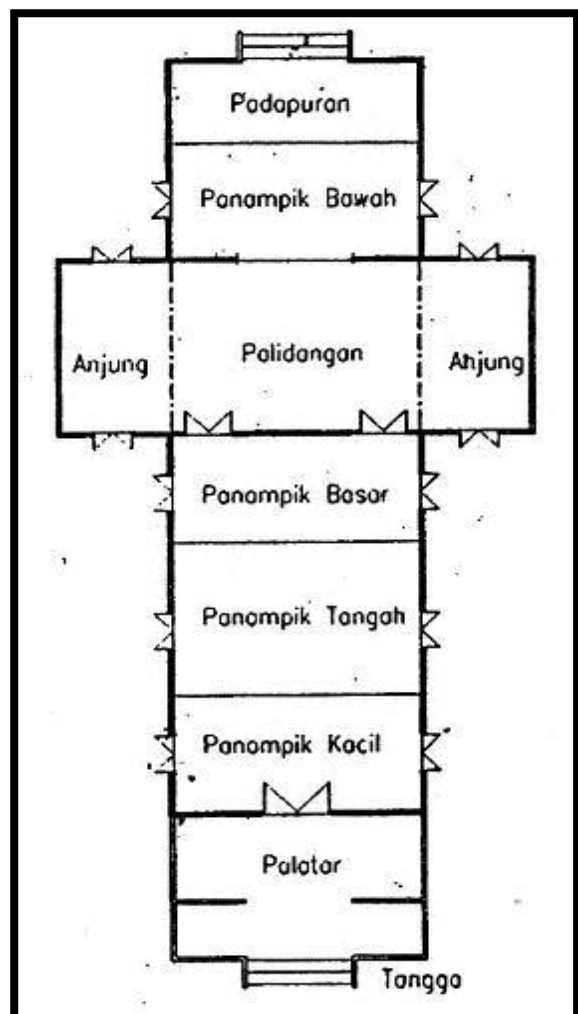 Padapuran
Panampik Bawah
Anjung
Palidangan
Anjung
Panampik Basar
Panampik Tangah
Panampik Kacil
Palatar
Tangga